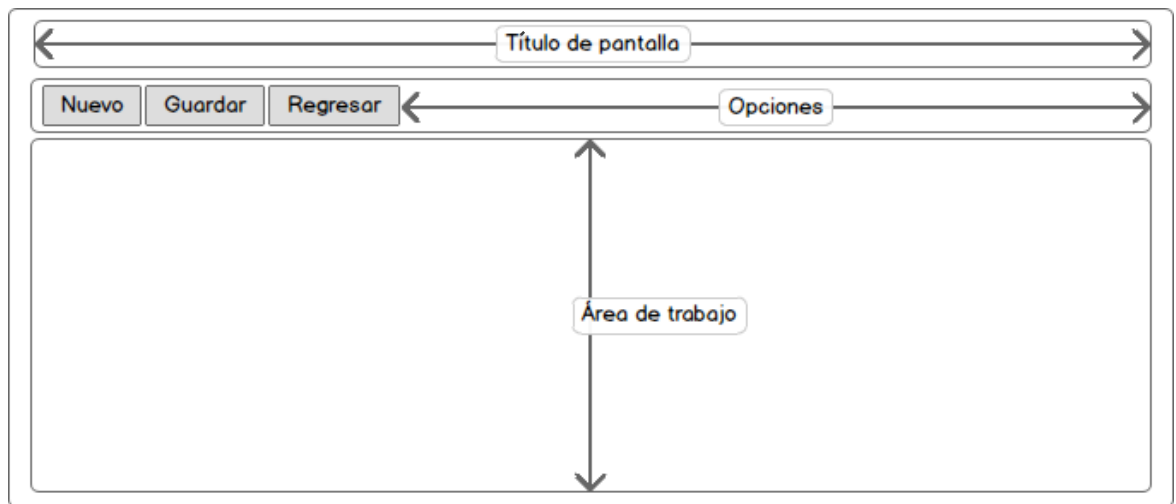 Título de pantalla
Nuevo Guardar Regresar Opciones
Área de trabajo